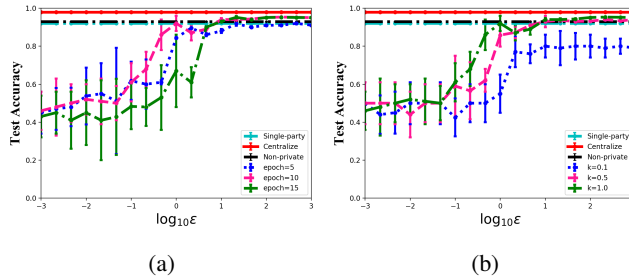 1.0
0.8
0.6
0.4
0.2
0.0
Test Accuracy
Single-party
Centralize
Non-private
epoch=5
epoch=10
epoch=15
−3 −2 −1 0 1 2 3
log₁₀ε
(a)
1.0
0.8
0.6
0.4
0.2
0.0
Test Accuracy
Single-party
Centralize
Non-private
k=0.1
k=0.5
k=1.0
−3 −2 −1 0 1 2
log₁₀ε
(b)